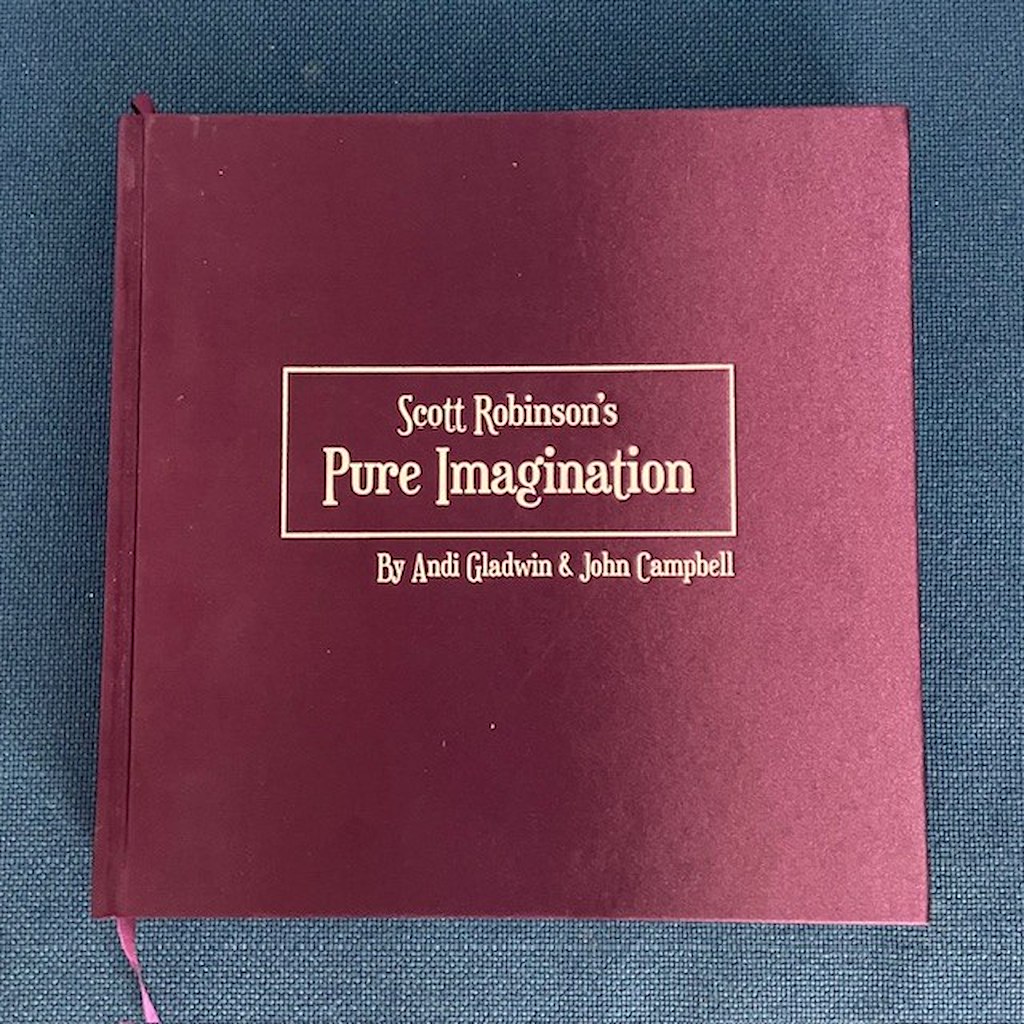 Scott Robinson's
Pure Imagination
By Andi Gladwin & John Campbell